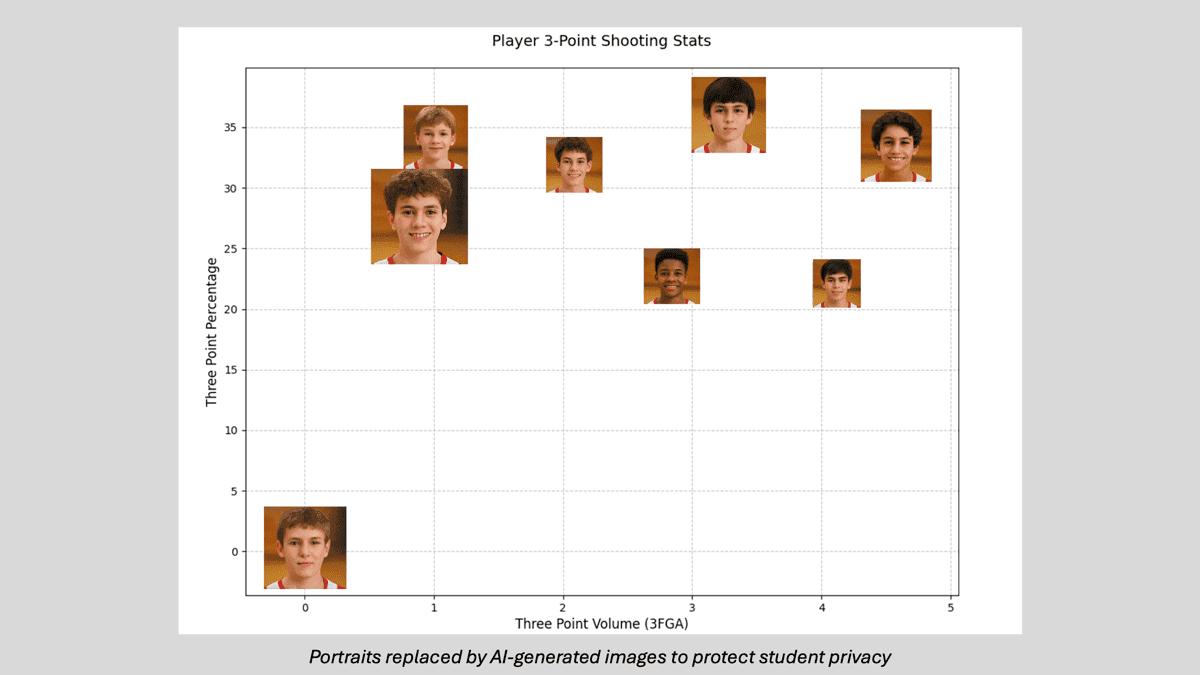 Player 3-Point Shooting Stats
35
30
25
20
15
10
5
0
Three Point Percentage
0 1 2 3 4 5
Three Point Volume (3FGA)
Portraits replaced by AI-generated images to protect student privacy